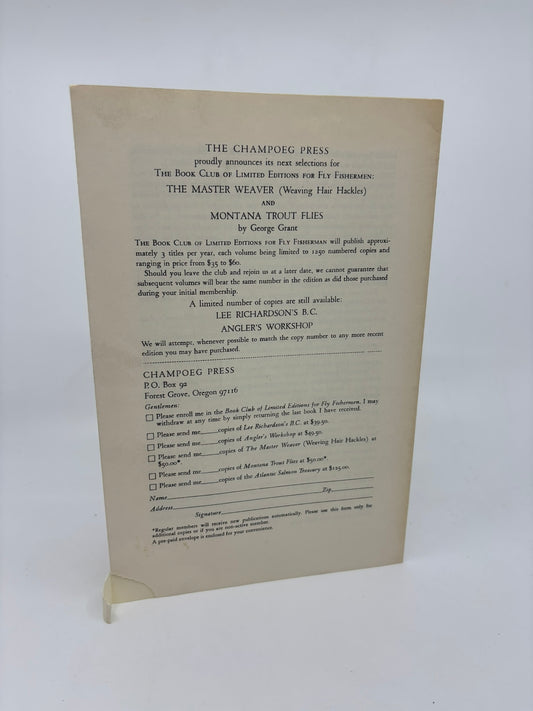 THE CHAMPOEG PRESS
proudly announces its next selections for
THE BOOK CLUB OF LIMITED EDITIONS FOR FLY FISHERMEN:
THE MASTER WEAVER (Weaving Hair Hackles)
AND
MONTANA TROUT FLIES
by George Grant
THE BOOK CLUB OF LIMITED EDITIONS FOR FLY FISHERMAN will publish approxi-
mately 3 titles per year, each volume being limited to 1250 numbered copies and
ranging in price from $35 to $60.
Should you leave the club and rejoin us at a later date, we cannot guarantee that
subsequent volumes will bear the same number in the edition as did those purchased
during your initial membership.
A limited number of copies are still available:
LEE RICHARDSON'S B.C.
ANGLER'S WORKSHOP
We will attempt, whenever possible to match the copy number to any more recent
edition you may have purchased.
CHAMPOEG PRESS
P.O. Box 92
Forest Grove, Oregon 97116
Gentlemen:
Please enroll me in the Book Club of Limited Editions for Fly Fishermen. I may
withdraw at any time by simply returning the last book I have received.
Please send me____copies of Lee Richardson's B.C. at $39.50.
Please send me____copies of Angler's Workshop at $49.50.
Please send me____copies of The Master Weaver (Weaving Hair Hackles) at
$50.00*.
Please send me____copies of Montana Trout Flies at $50.00*.
Please send me____copies of the Atlantic Salmon Treasury at $125.00.
Name
Address Zip
Signature
*Regular members will receive new publications automatically. Please use this form only for
additional copies or if you are non-active member.
A pre-paid envelope is enclosed for your convenience.